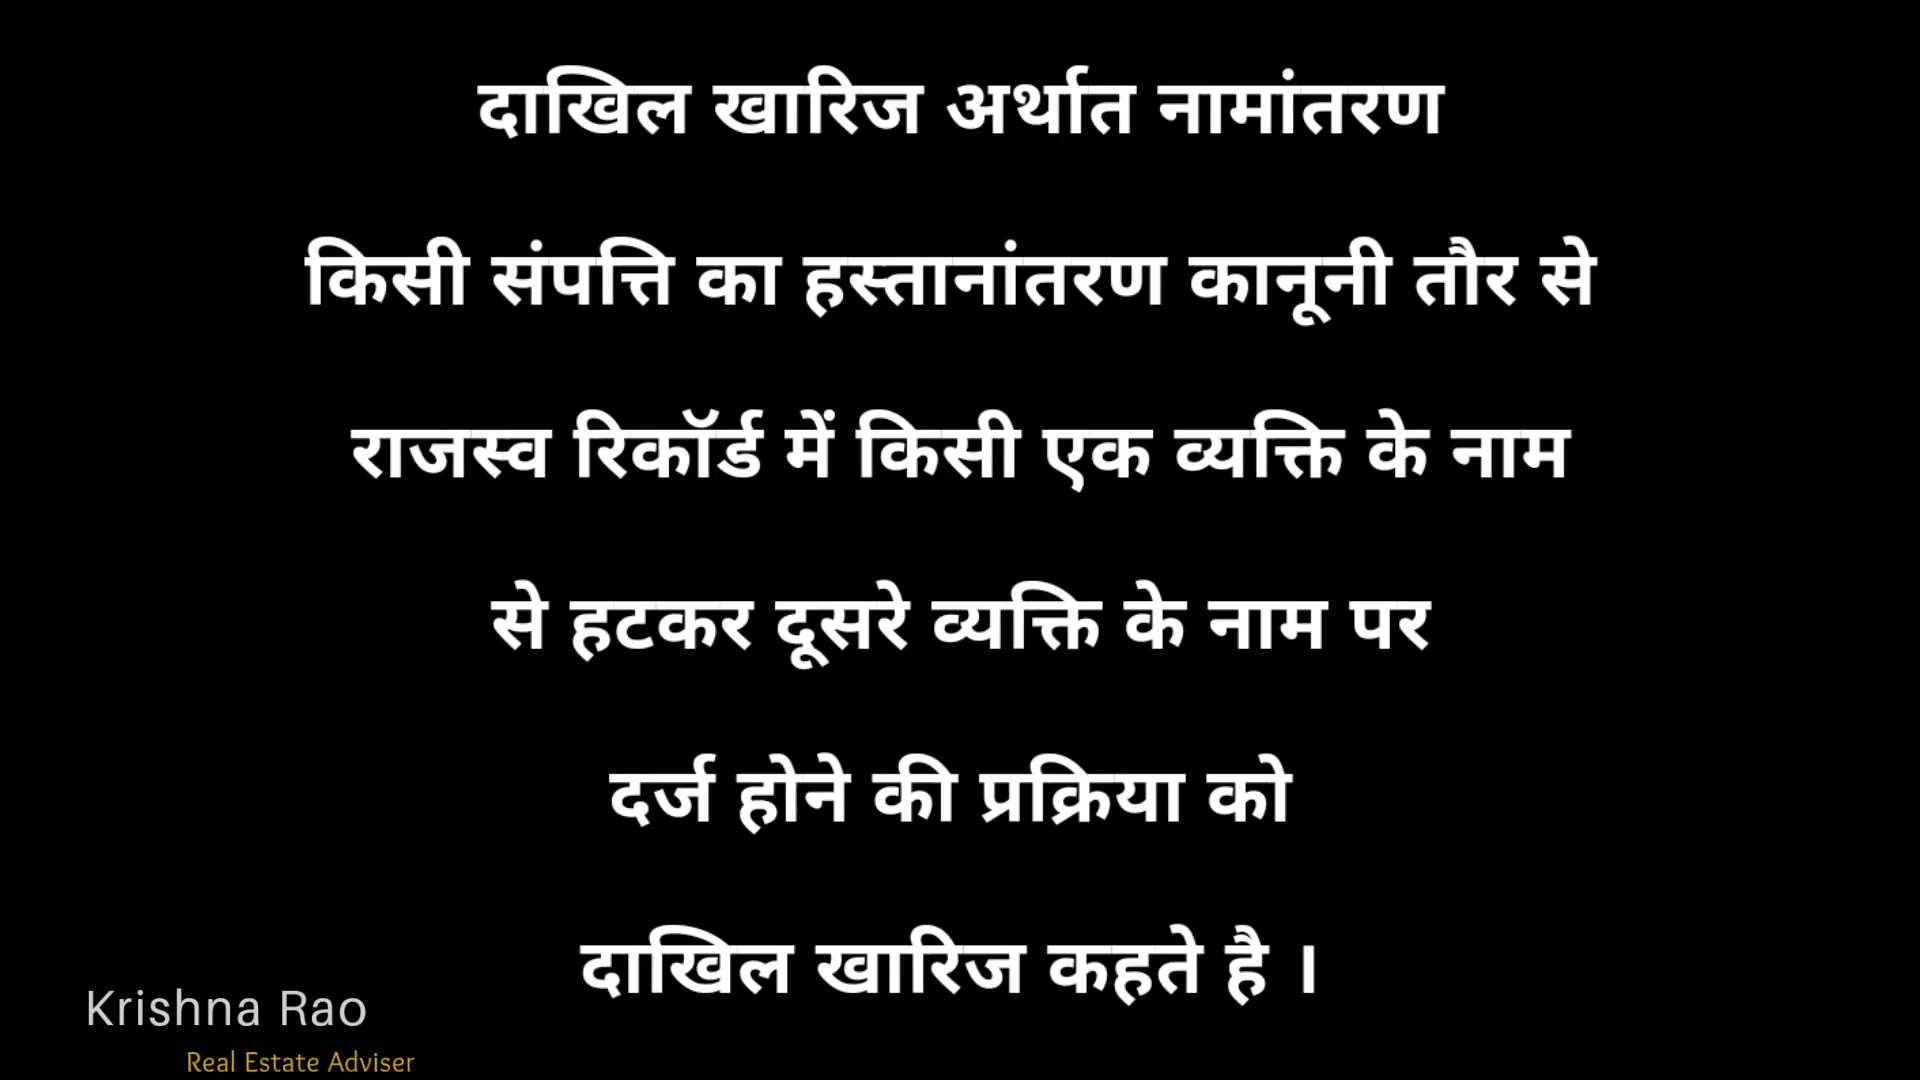 दाखिल खारिज अर्थात नामांतरण
किसी संपत्ति का हस्तानांतरण कानूनी तौर से
राजस्व रिकॉर्ड में किसी एक व्यक्ति के नाम
से हटकर दूसरे व्यक्ति के नाम पर
दर्ज होने की प्रक्रिया को
दाखिल खारिज कहते है ।
Krishna Rao
Real Estate Adviser